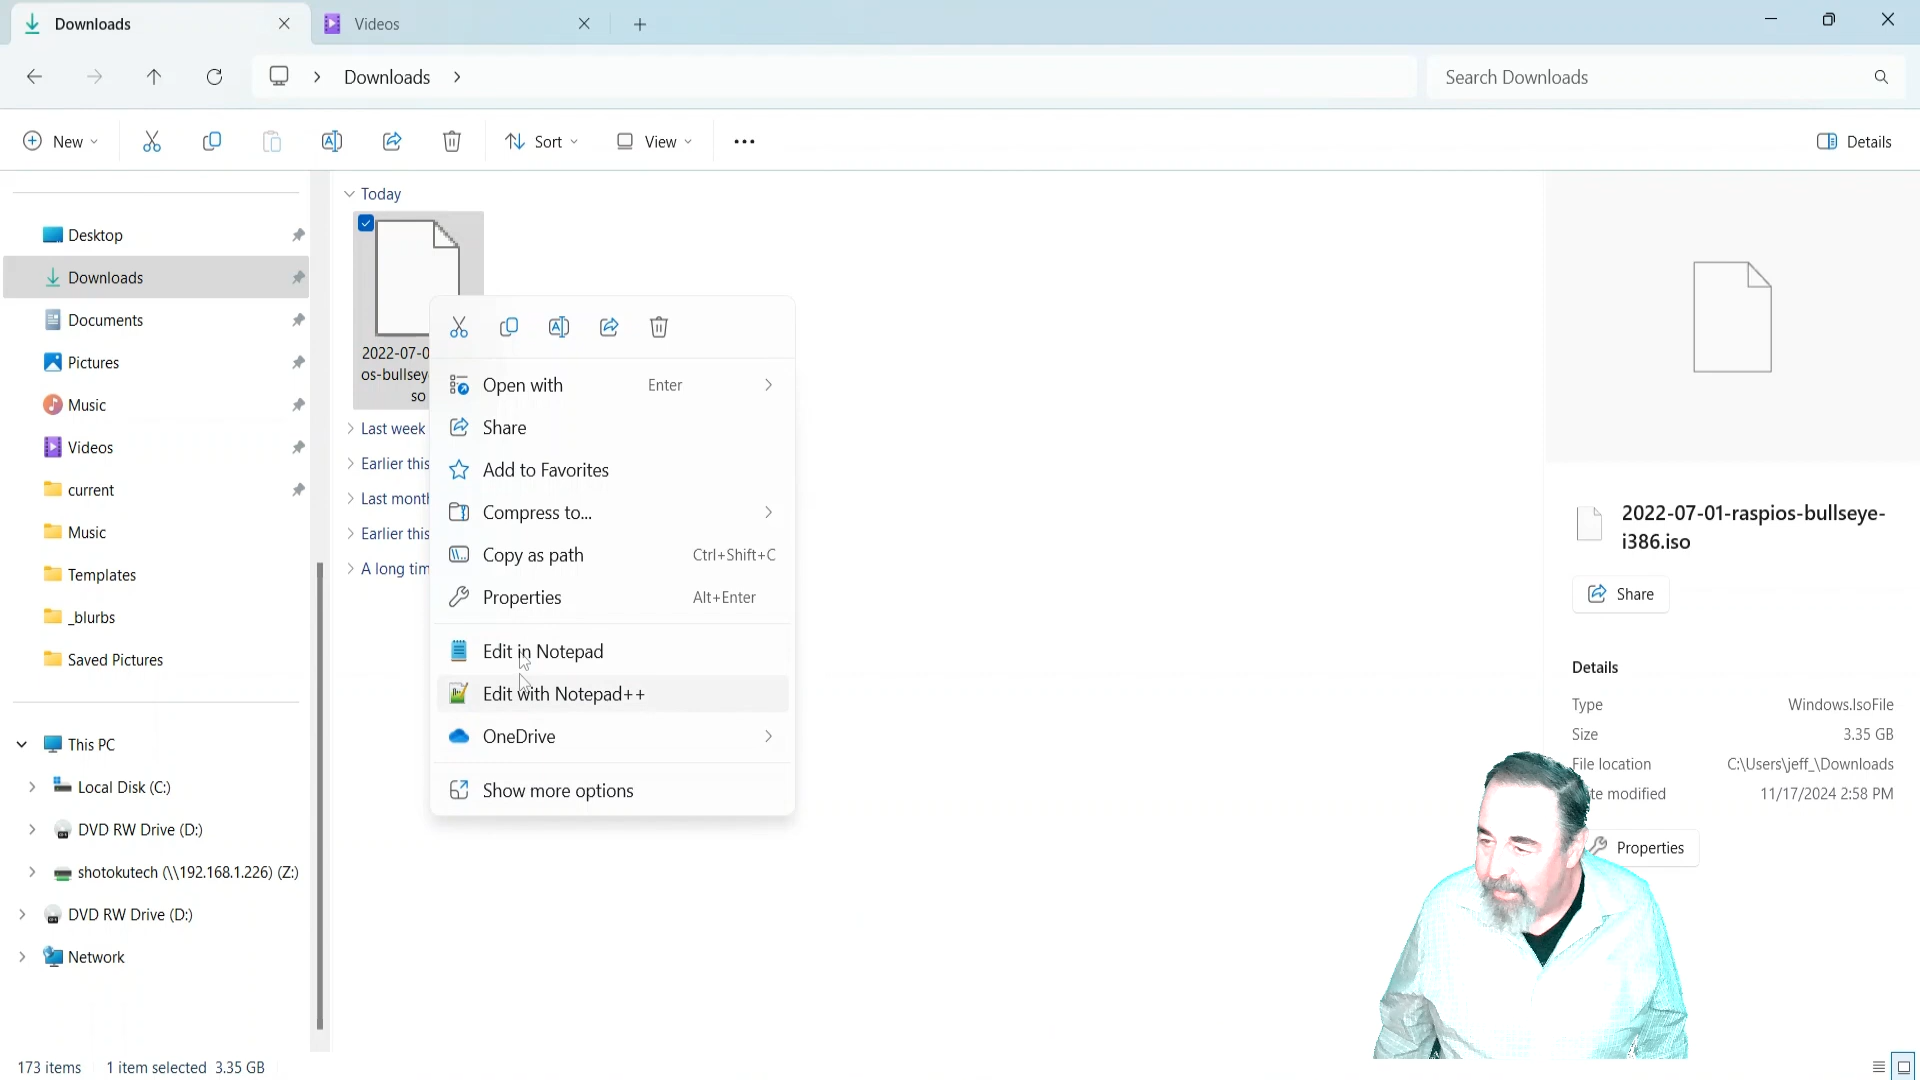 Downloads
Videos
Downloads
Search Downloads
New
Sort
View
Details
Today
2022-07-0
os-bullsey
so
Last week
Earlier this
Last month
Earlier this
A long tim
Desktop
Downloads
Documents
Pictures
Music
Videos
current
Music
Templates
_blurbs
Saved Pictures
This PC
Local Disk (C:)
DVD RW Drive (D:)
shotokutech (\\192.168.1.226) (Z:)
DVD RW Drive (D:)
Network
Open with Enter
Share
Add to Favorites
Compress to...
Copy as path Ctrl+Shift+C
Properties Alt+Enter
Edit in Notepad
Edit with Notepad++
OneDrive
Show more options
2022-07-01-raspios-bullseye-
i386.iso
Share
Details
Type Windows.IsoFile
Size 3.35 GB
File location C:\Users\jeff_\Downloads
te modified 11/17/2024 2:58 PM
Properties
173 items 1 item selected 3.35 GB